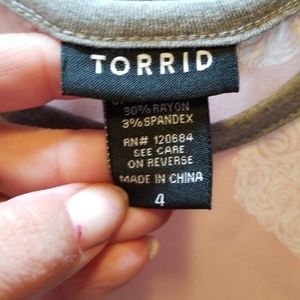 TORRID
30% RAYON
3% SPANDEX
RN# 120684
SEE CARE
ON REVERSE
MADE IN CHINA
4